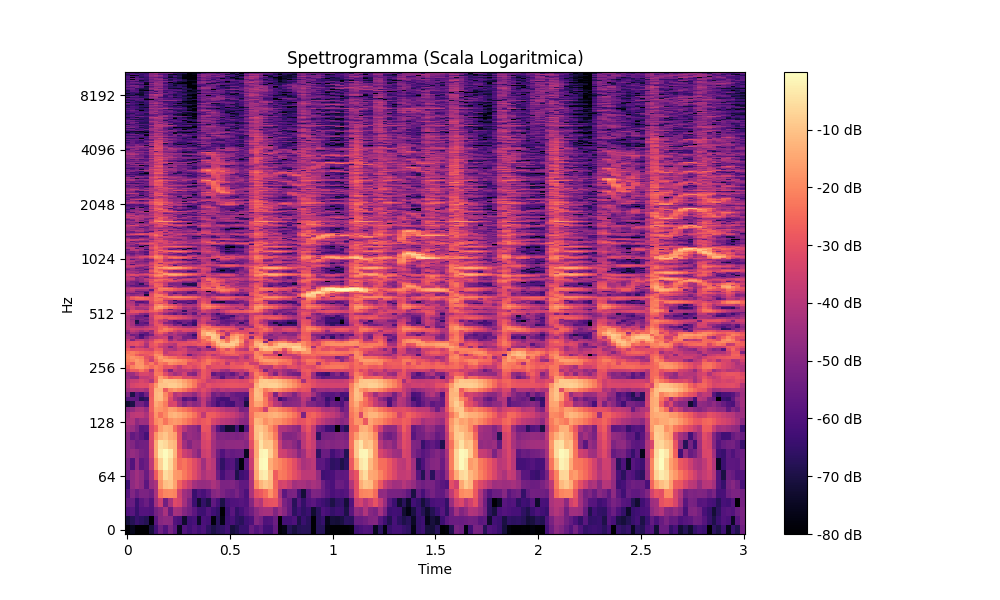 Spettrogramma (Scala Logaritmica)
8192
4096
2048
1024
512
256
128
64
0
Hz
0
0.5
1
1.5
2
2.5
3
Time
-10 dB
-20 dB
-30 dB
-40 dB
-50 dB
-60 dB
-70 dB
-80 dB